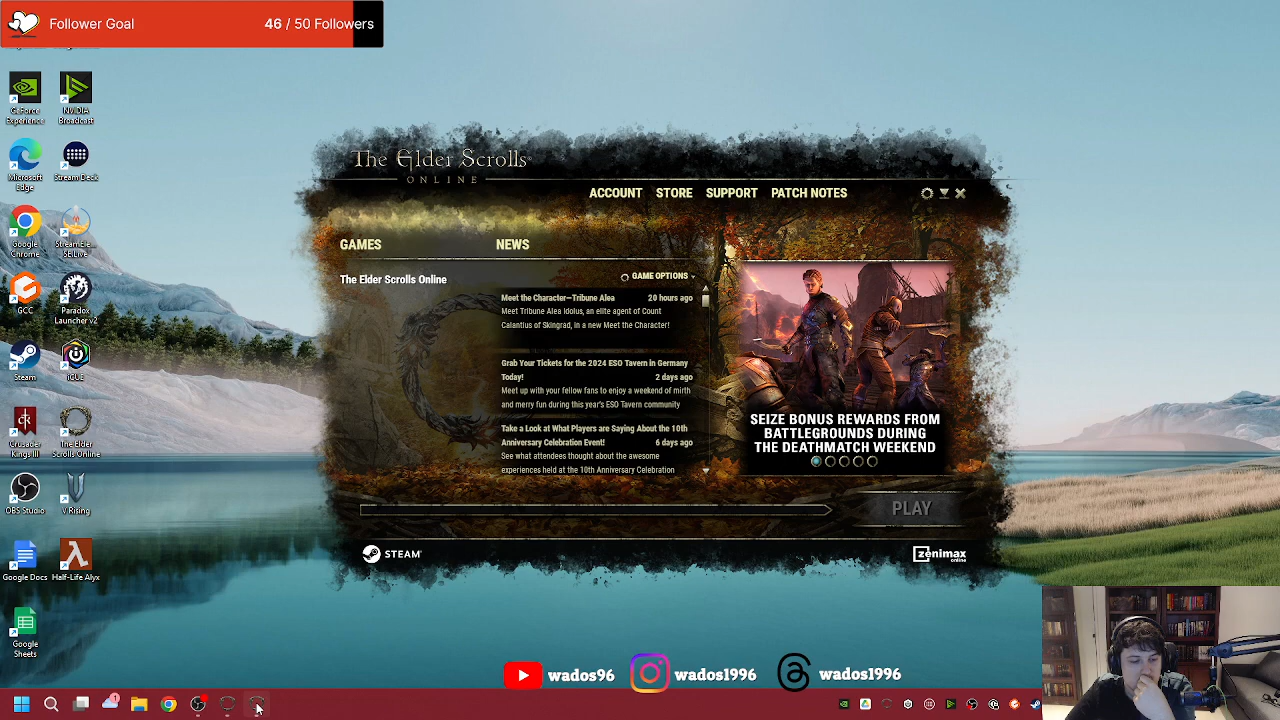 Follower Goal
46 / 50 Followers
GeForce
Experience
NVIDIA
Broadcast
Microsoft
Edge
Stream Deck
Google
Chrome
StreamEle...
SE.Live
GCC
Paradox
Launcher v2
Steam
iCUE
Crusader
Kings III
The Elder
Scrolls Online
OBS Studio
V Rising
Google Docs
Half-Life Alyx
Google
Sheets
The Elder Scrolls
ONLINE
ACCOUNT STORE SUPPORT PATCH NOTES
GAMES
NEWS
The Elder Scrolls Online
GAME OPTIONS
Meet the Character—Tribune Alea 20 hours ago
Meet Tribune Alea Idolus, an elite agent of Count
Calantius of Skingrad, in a new Meet the Character!
Grab Your Tickets for the 2024 ESO Tavern in Germany
Today! 2 days ago
Meet up with your fellow fans to enjoy a weekend of mirth
and merry fun during this year's ESO Tavern community
Take a Look at What Players are Saying About the 10th
Anniversary Celebration Event! 6 days ago
See what attendees thought about the awesome
experiences held at the 10th Anniversary Celebration
SEIZE BONUS REWARDS FROM
BATTLEGROUNDS DURING
THE DEATHMATCH WEEKEND
PLAY
STEAM
zenimax
online
wados96
wados1996
wados1996
1